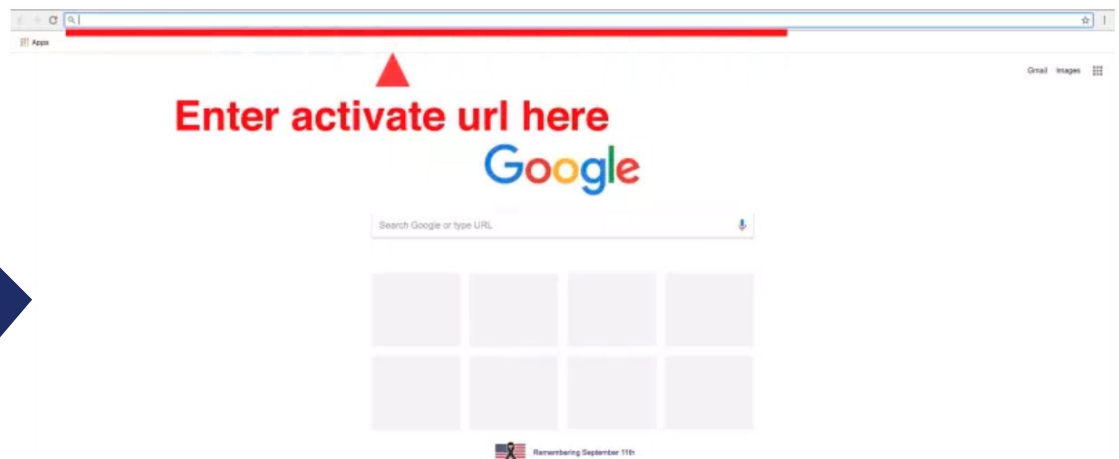 Apps
Gmail Images
Enter activate url here
Google
Search Google or type URL
Remembering September 11th